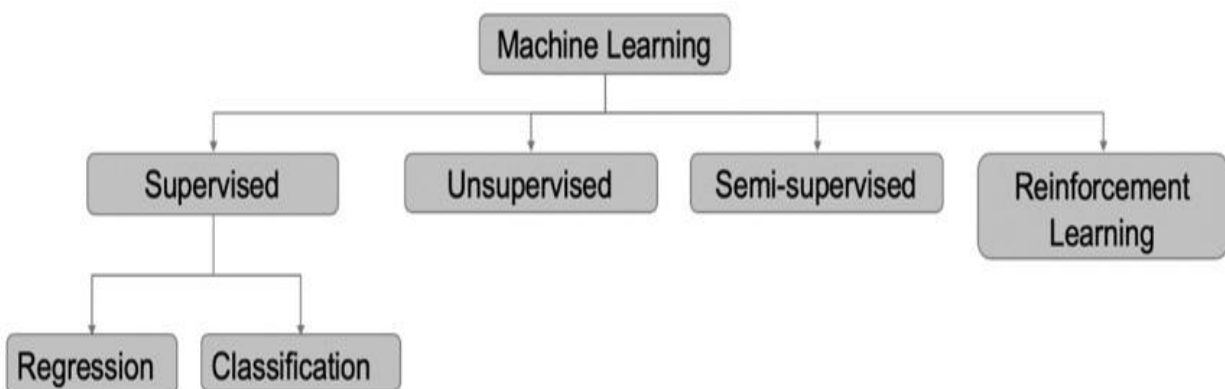 Machine Learning
Supervised
Unsupervised
Semi-supervised
Reinforcement
Learning
Regression
Classification